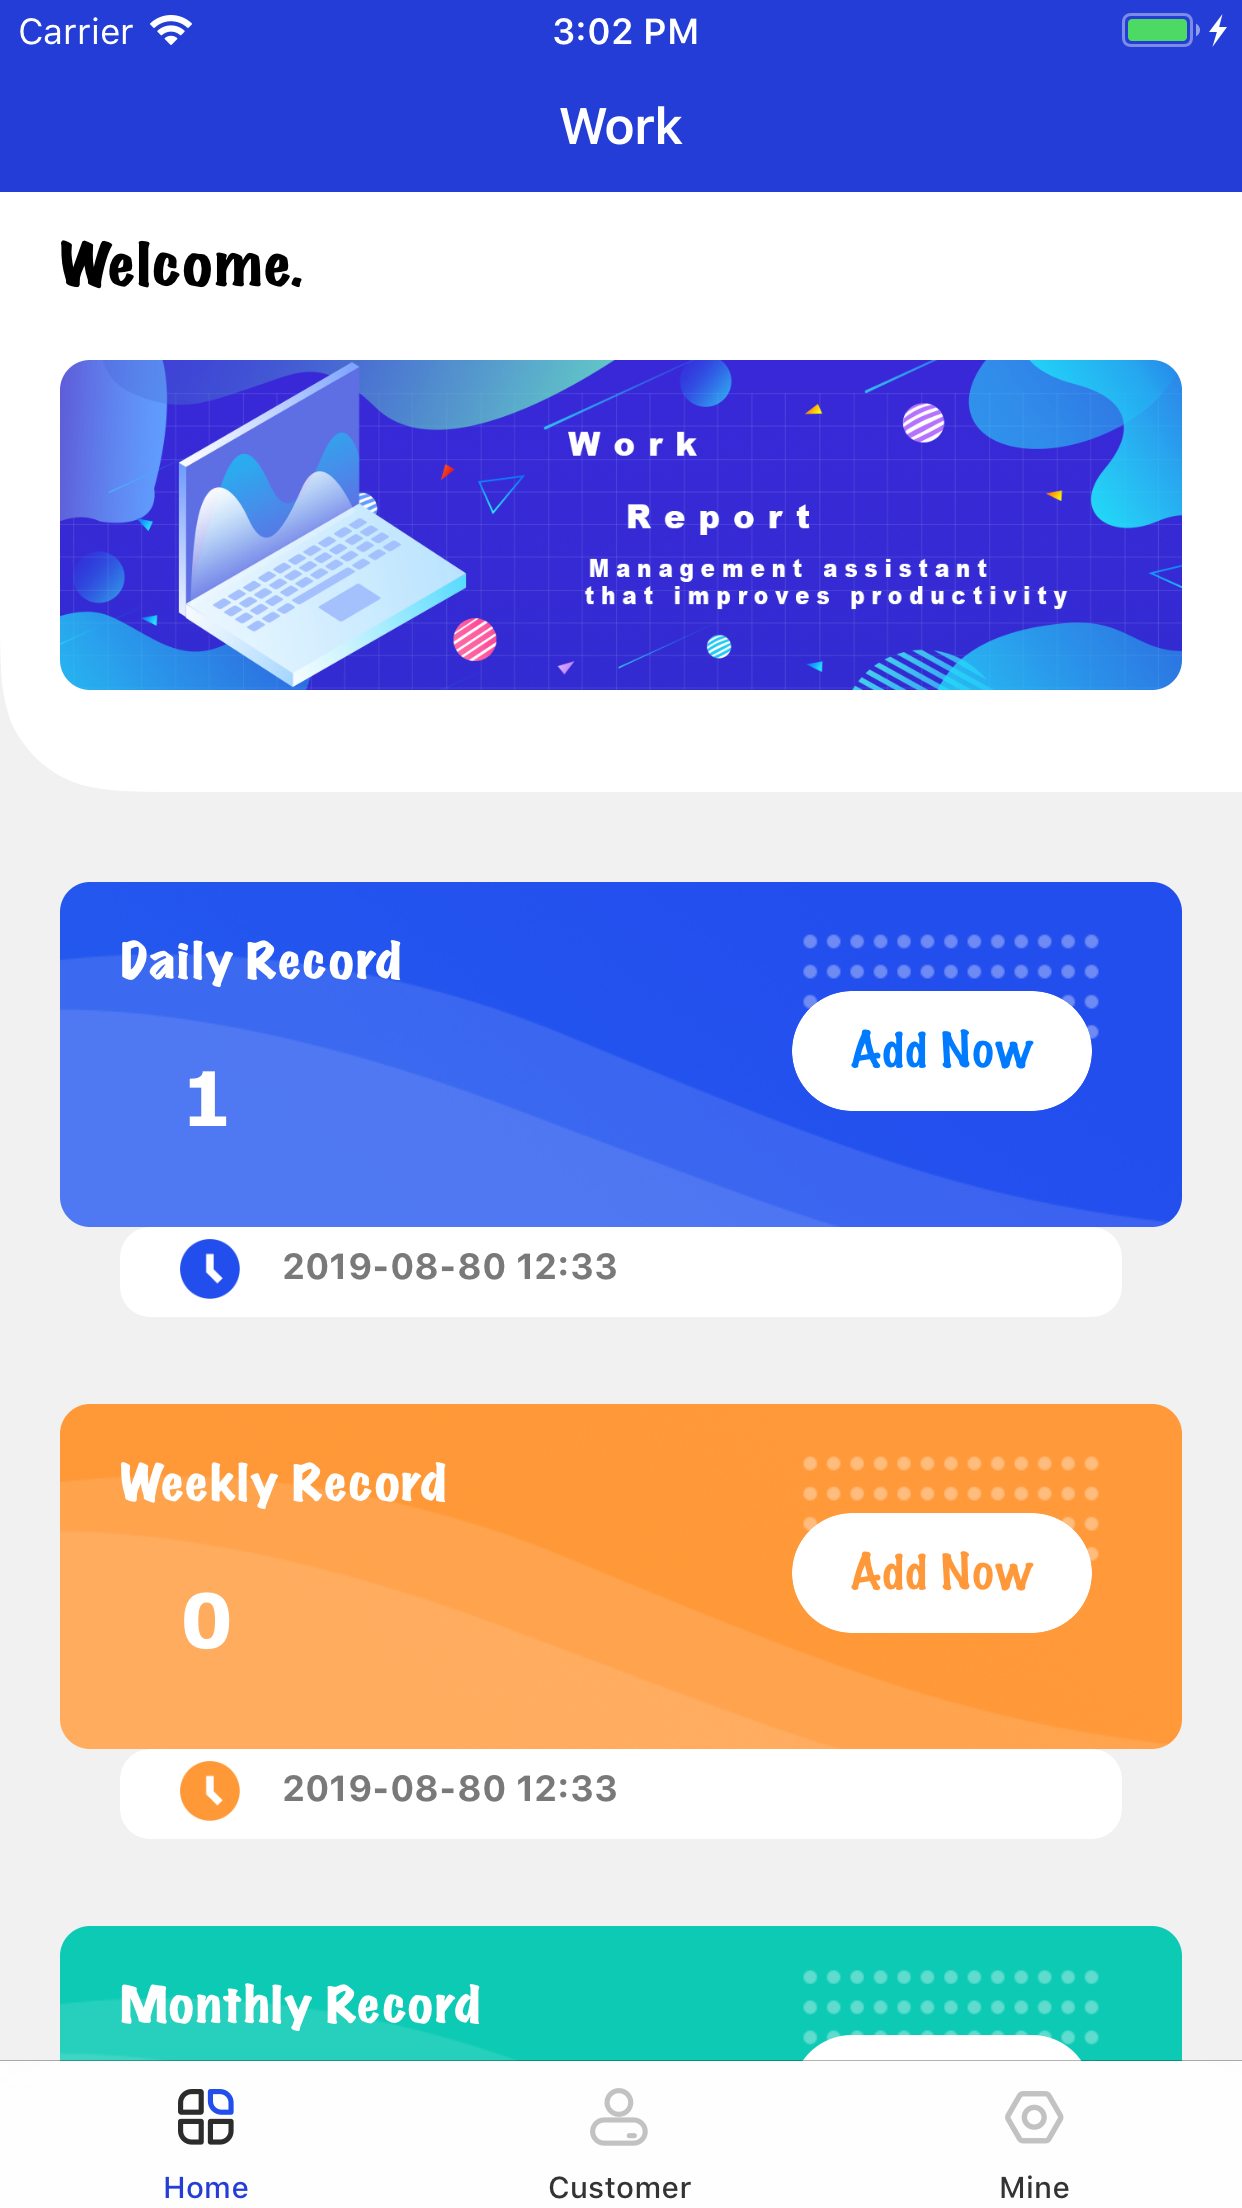 Carrier
3:02 PM
Work
Welcome.
Work
Report
Management assistant
that improves productivity
Daily Record
Add Now
1
2019-08-80 12:33
Weekly Record
Add Now
0
2019-08-80 12:33
Monthly Record
Home
Customer
Mine